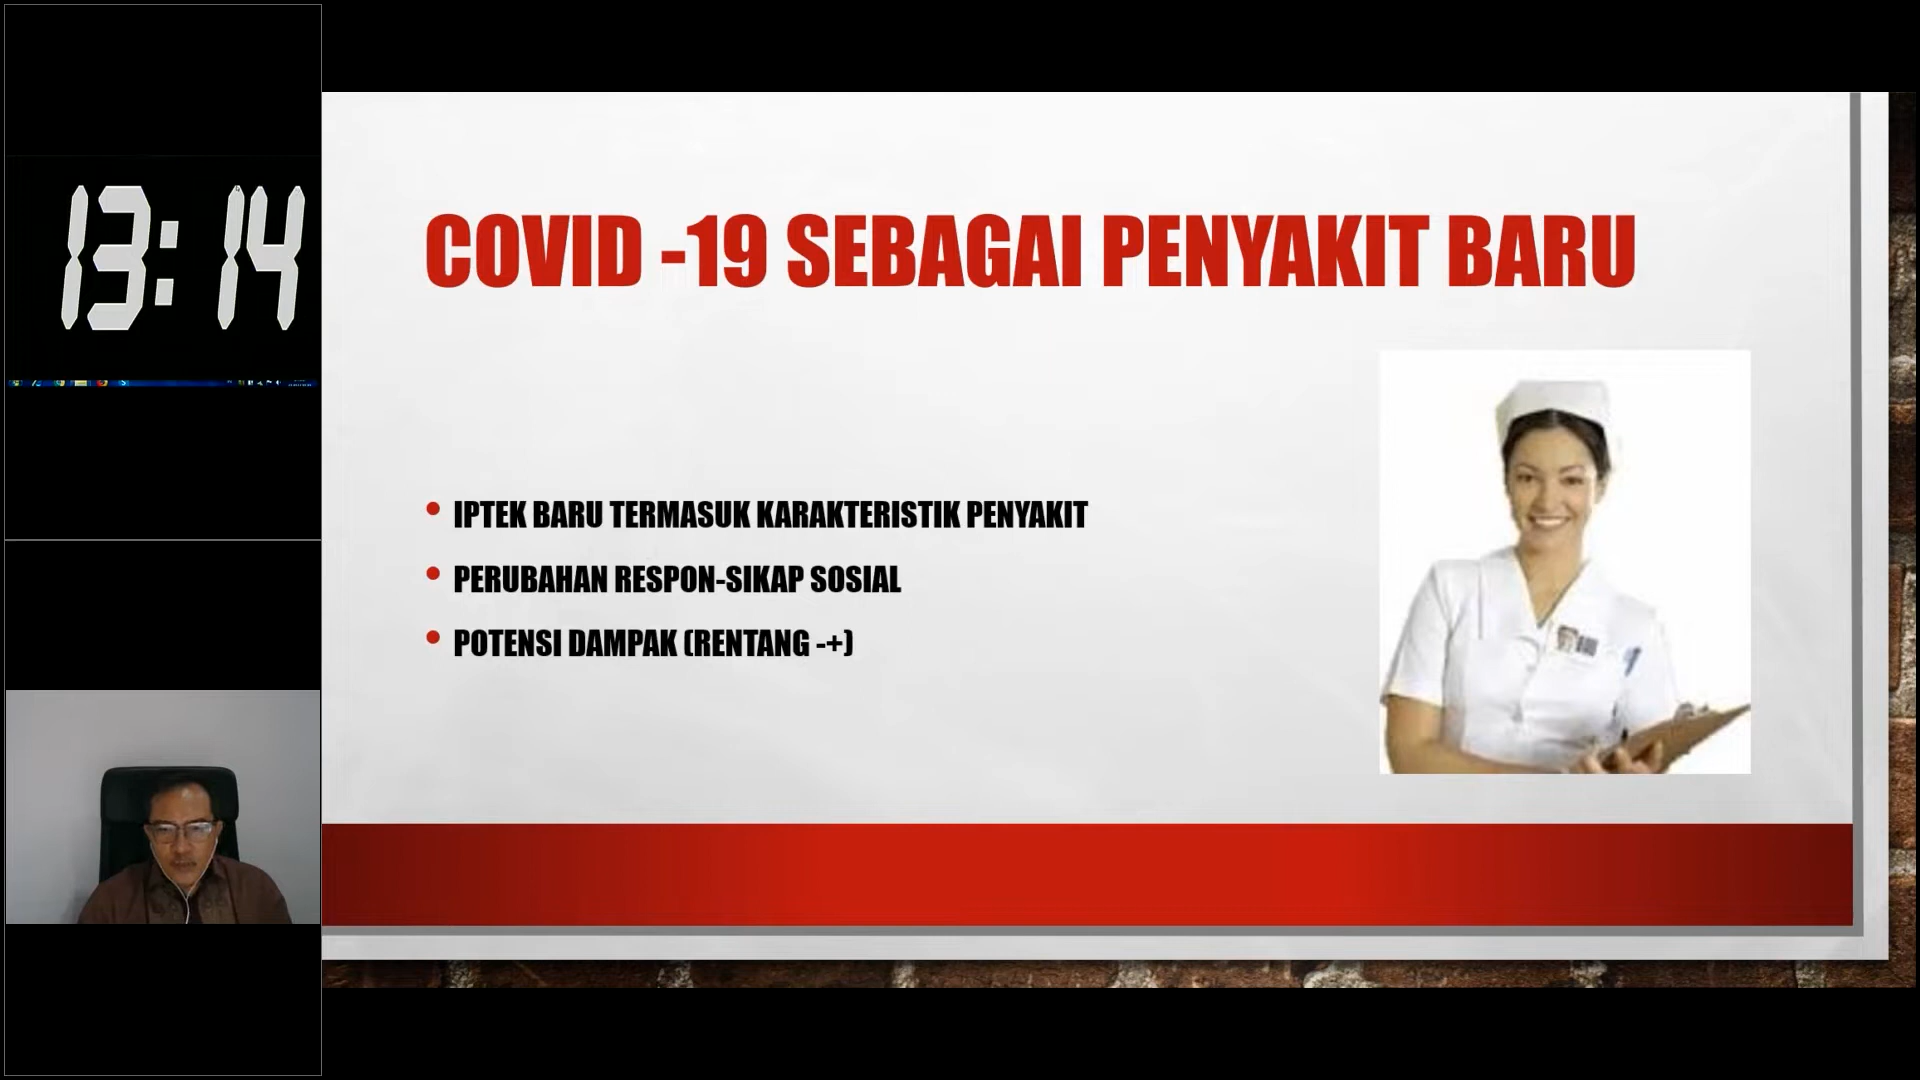 13:14
COVID -19 SEBAGAI PENYAKIT BARU
• IPTEK BARU TERMASUK KARAKTERISTIK PENYAKIT
• PERUBAHAN RESPON-SIKAP SOSIAL
• POTENSI DAMPAK (RENTANG -+)